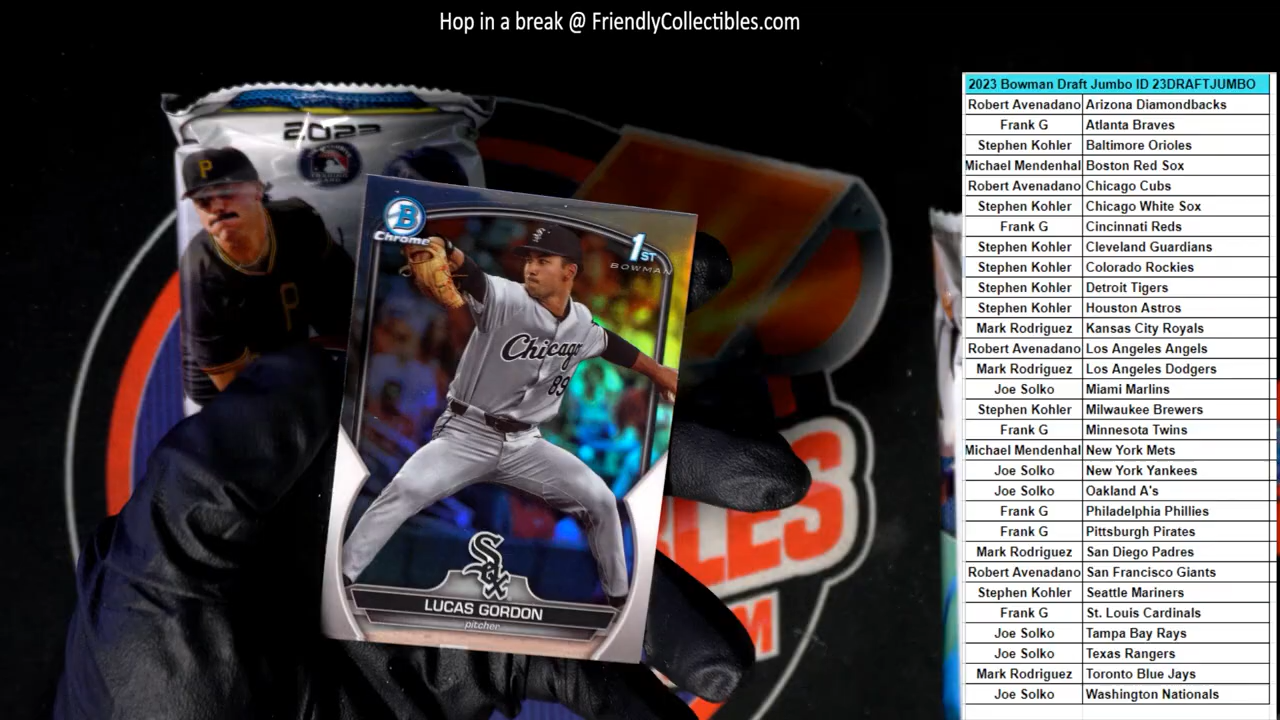 Hop in a break @ FriendlyCollectibles.com
2023
B
Chrome
1ST
BOWMAN
Chicago
89
Sox
LUCAS GORDON
pitcher
P
P
LES
M
2023 Bowman Draft Jumbo ID 23DRAFTJUMBO
Robert Avenadano Arizona Diamondbacks
Frank G Atlanta Braves
Stephen Kohler Baltimore Orioles
Michael Mendenhal Boston Red Sox
Robert Avenadano Chicago Cubs
Stephen Kohler Chicago White Sox
Frank G Cincinnati Reds
Stephen Kohler Cleveland Guardians
Stephen Kohler Colorado Rockies
Stephen Kohler Detroit Tigers
Stephen Kohler Houston Astros
Mark Rodriguez Kansas City Royals
Robert Avenadano Los Angeles Angels
Mark Rodriguez Los Angeles Dodgers
Joe Solko Miami Marlins
Stephen Kohler Milwaukee Brewers
Frank G Minnesota Twins
Michael Mendenhal New York Mets
Joe Solko New York Yankees
Joe Solko Oakland A's
Frank G Philadelphia Phillies
Frank G Pittsburgh Pirates
Mark Rodriguez San Diego Padres
Robert Avenadano San Francisco Giants
Stephen Kohler Seattle Mariners
Frank G St. Louis Cardinals
Joe Solko Tampa Bay Rays
Joe Solko Texas Rangers
Mark Rodriguez Toronto Blue Jays
Joe Solko Washington Nationals